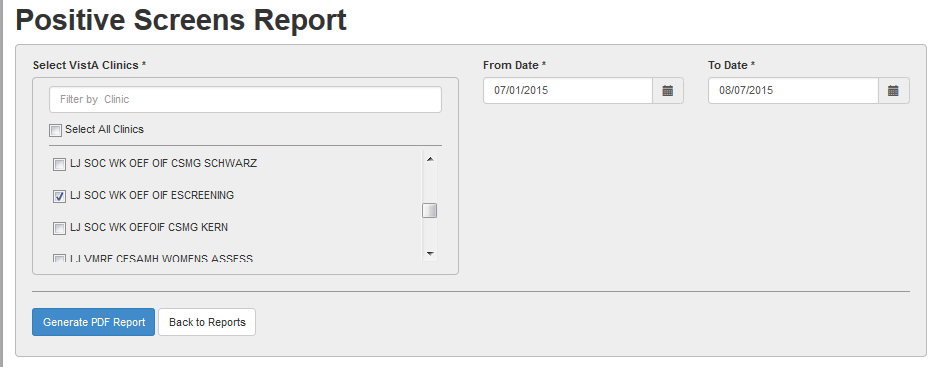 Positive Screens Report
Select VistA Clinics *
From Date *
To Date *
Filter by Clinic
07/01/2015
08/07/2015
Select All Clinics
LJ SOC WK OEF OIF CSMG SCHWARZ
LJ SOC WK OEF OIF ESCREENING
LJ SOC WK OEFOIF CSMG KERN
LJ VMRF CESAMH WOMENS ASSESS
Generate PDF Report
Back to Reports